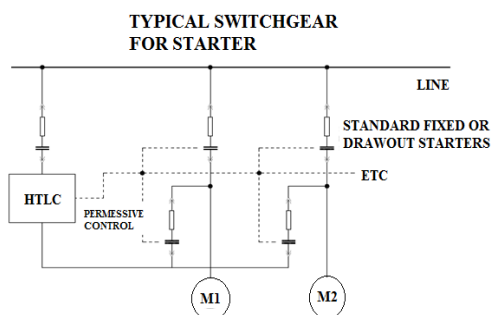 TYPICAL SWITCHGEAR
FOR STARTER
LINE
STANDARD FIXED OR
DRAWOUT STARTERS
ETC
HTLC
PERMESSIVE
CONTROL
M1
M2